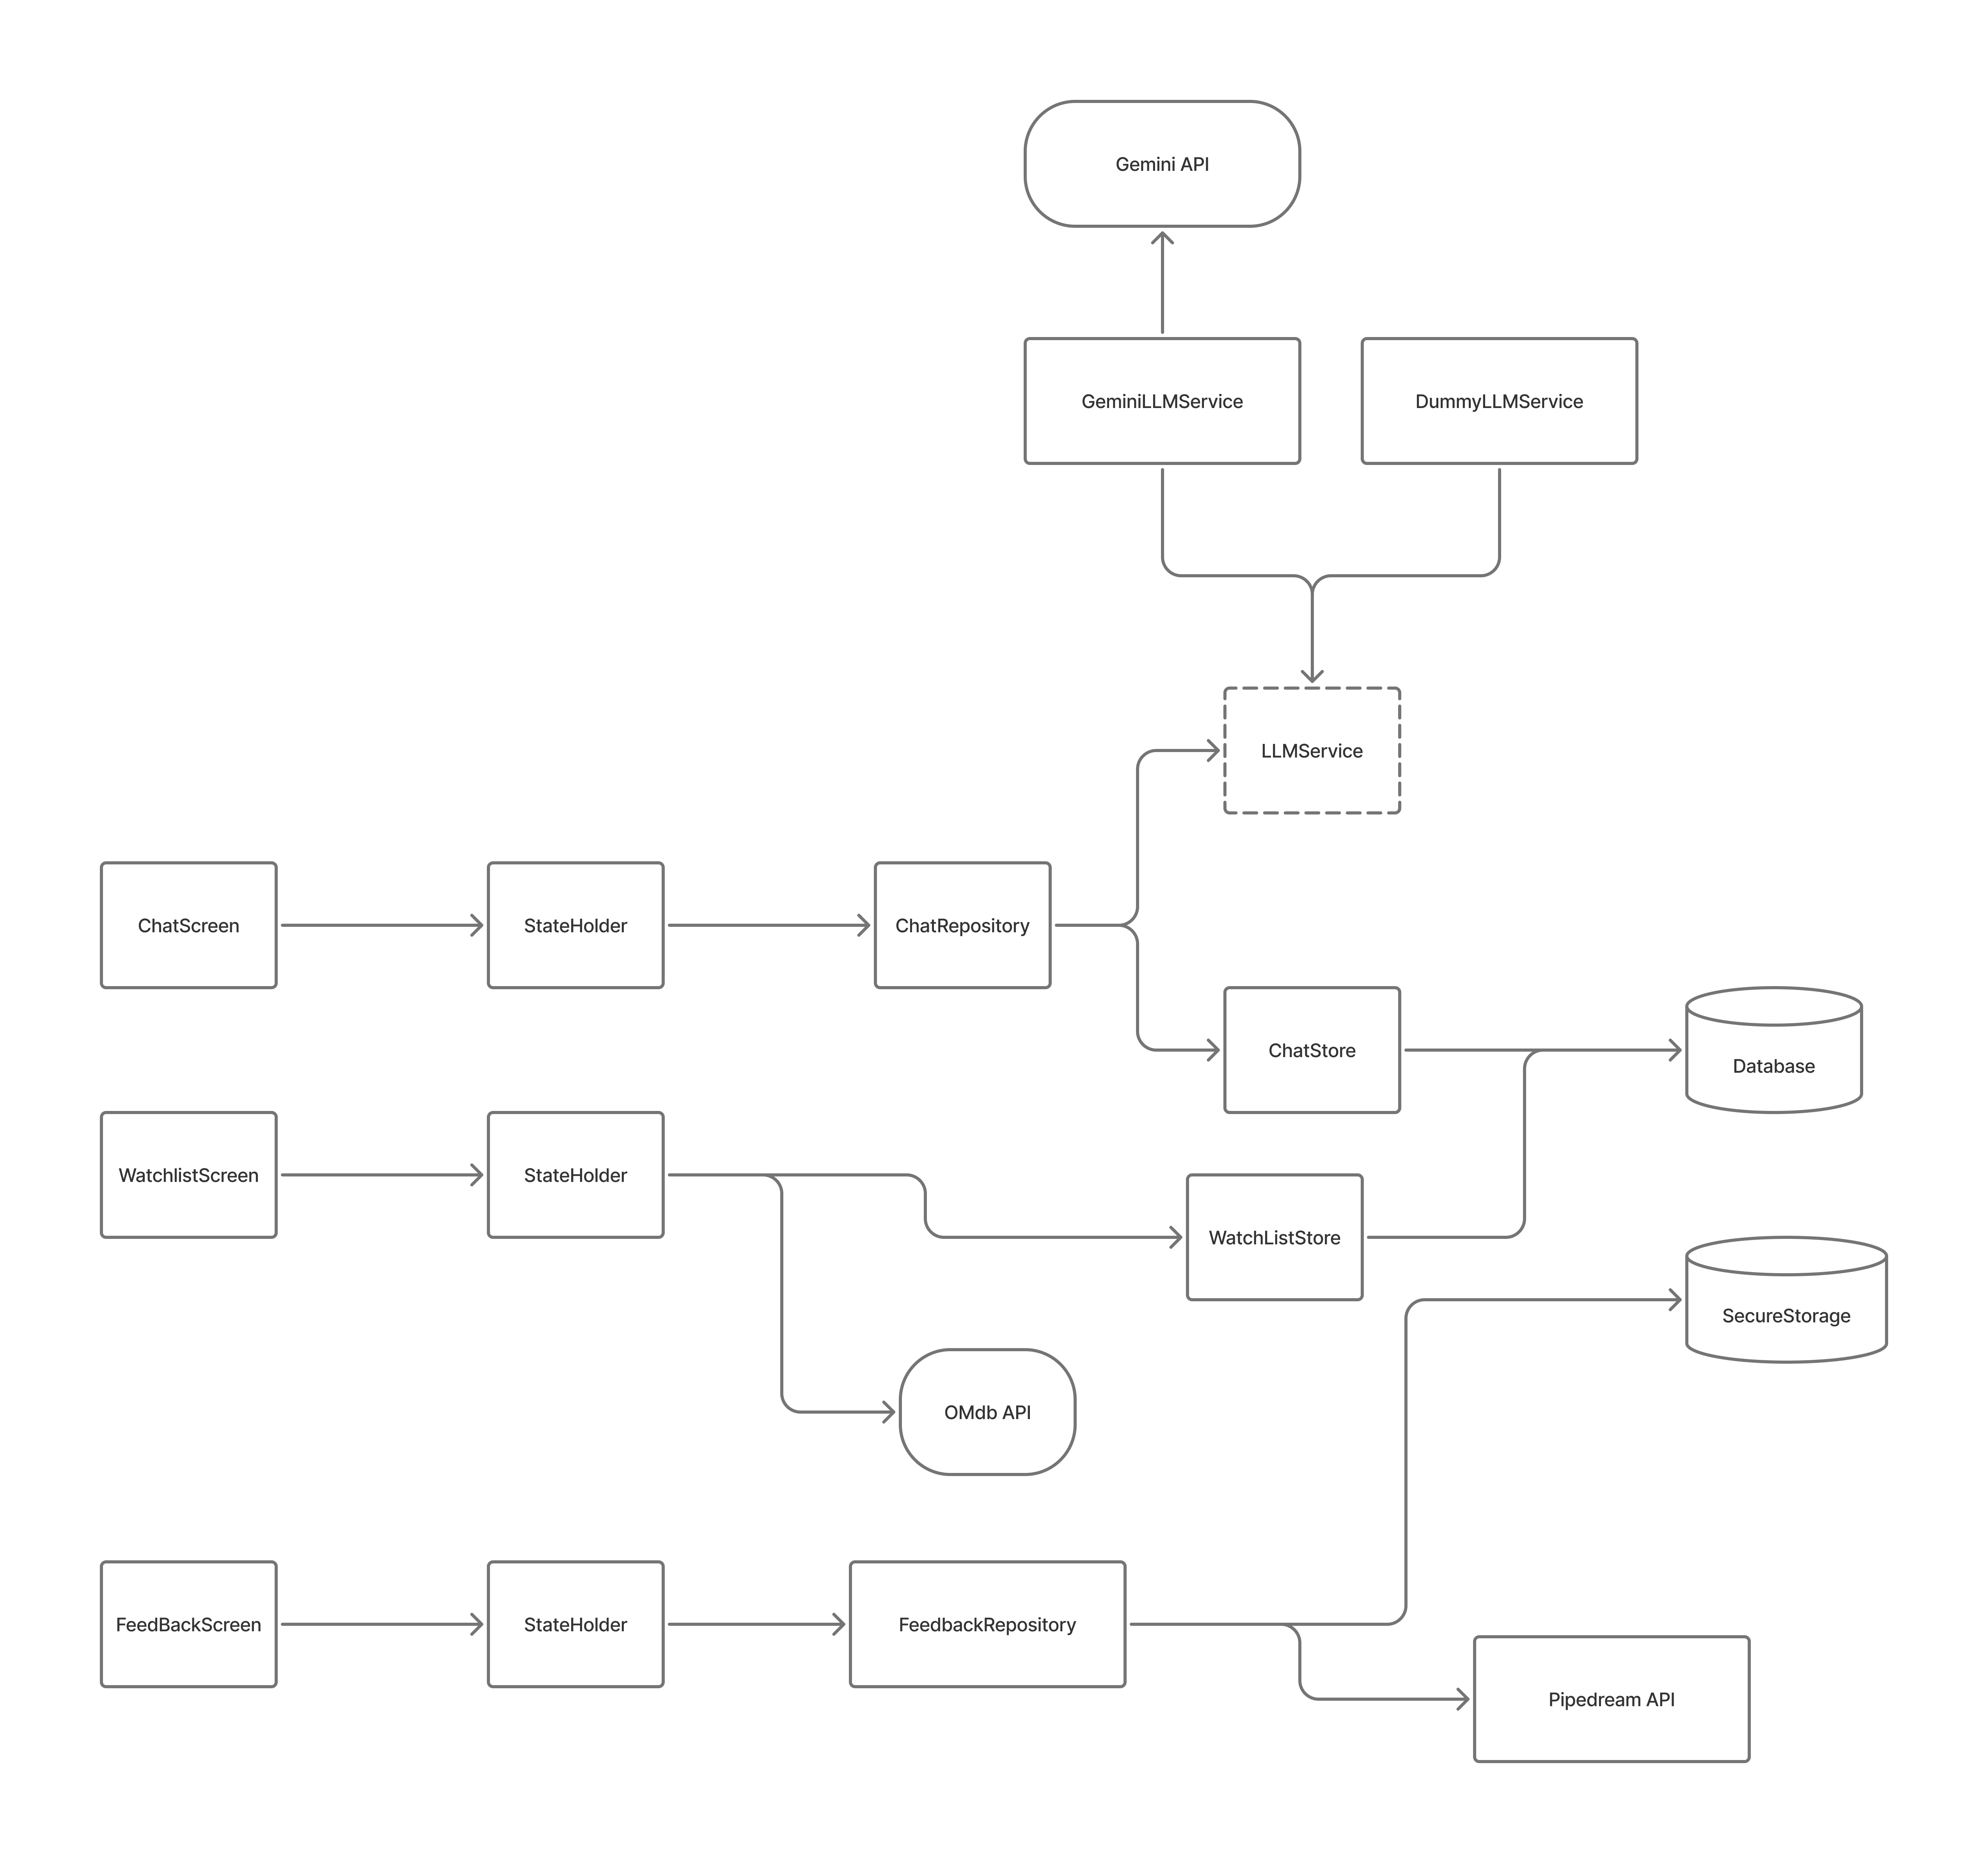 Gemini API
GeminiLLMService
DummyLLMService
LLMService
ChatScreen
StateHolder
ChatRepository
ChatStore
Database
WatchlistScreen
StateHolder
WatchListStore
SecureStorage
OMdb API
FeedBackScreen
StateHolder
FeedbackRepository
Pipedream API